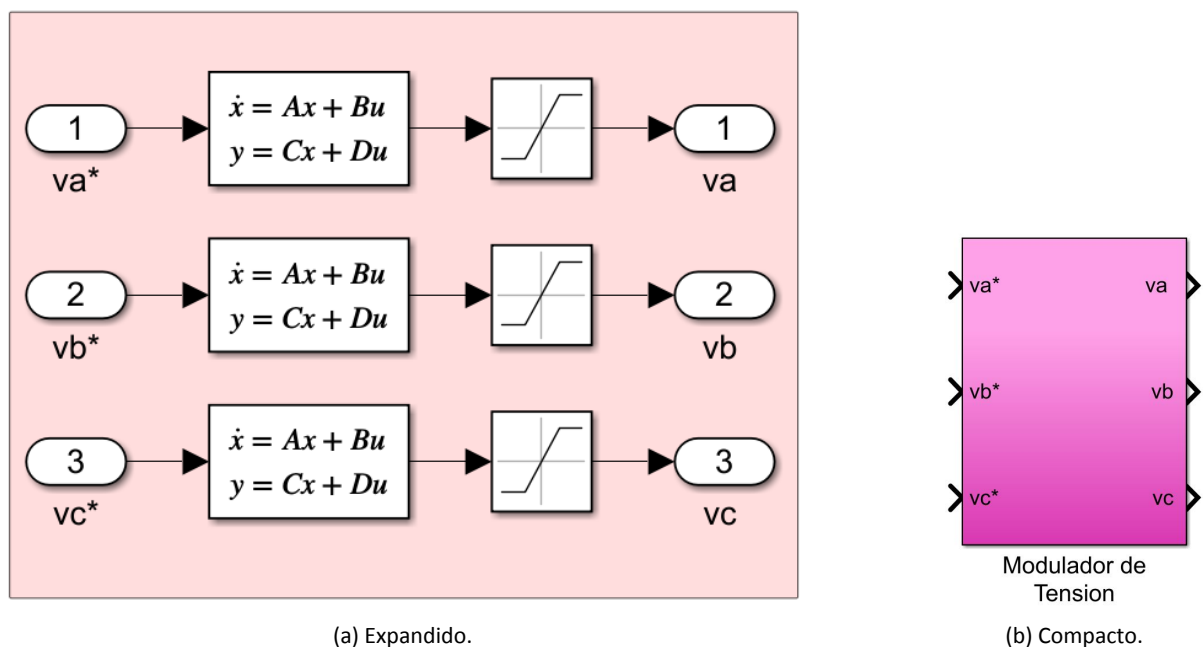 1
va*
ẋ = Ax + Bu
y = Cx + Du
1
va
2
vb*
ẋ = Ax + Bu
y = Cx + Du
2
vb
3
vc*
ẋ = Ax + Bu
y = Cx + Du
3
vc
(a) Expandido.
va* va
vb* vb
vc* vc
Modulador de
Tension
(b) Compacto.